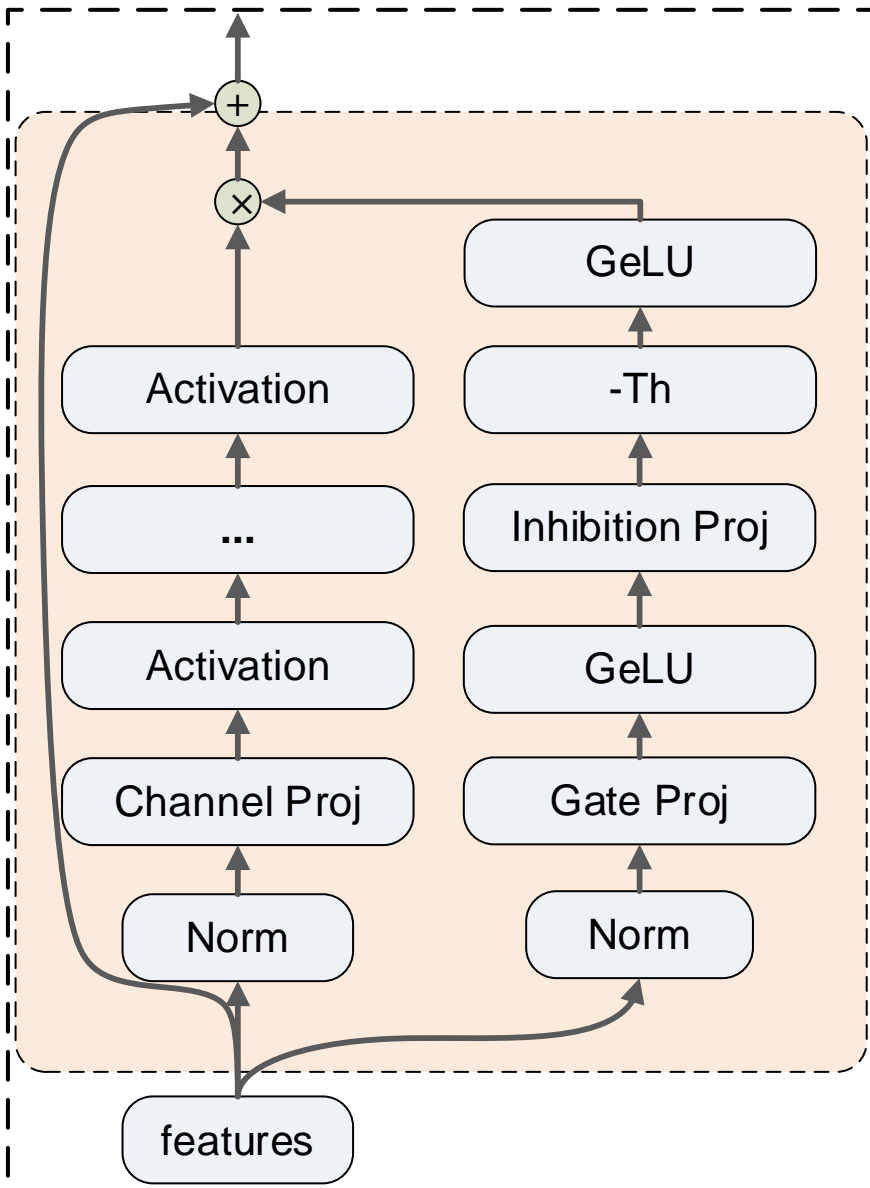 +
×
GeLU
Activation
-Th
...
Inhibition Proj
Activation
GeLU
Channel Proj
Gate Proj
Norm
Norm
features